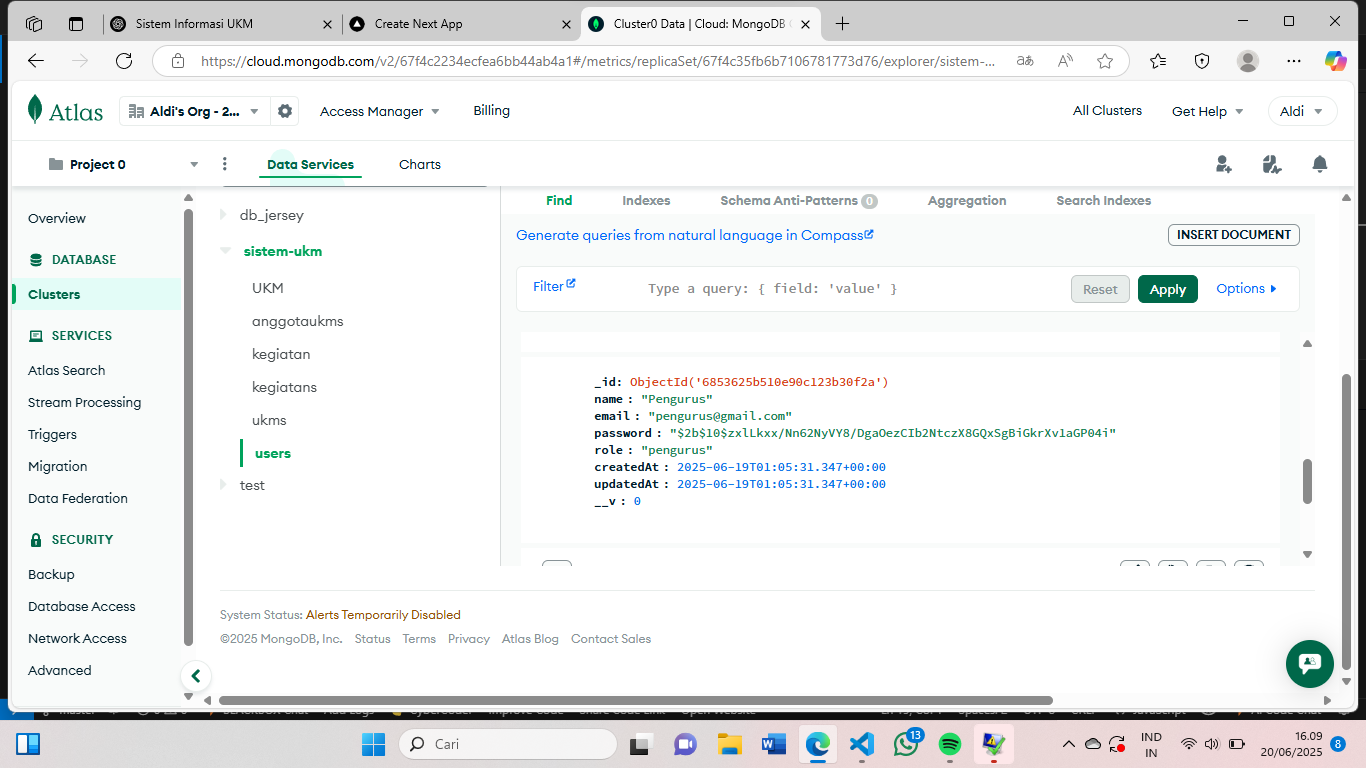 Sistem Informasi UKM
Create Next App
Cluster0 Data | Cloud: MongoDB
https://cloud.mongodb.com/v2/67f4c2234ecfea6bb44ab4a1#/metrics/replicaSet/67f4c35fb6b7106781773d76/explorer/sistem-...
Atlas
Aldi's Org - 2...
Access Manager
Billing
All Clusters
Get Help
Aldi
Project 0
Data Services
Charts
Overview
DATABASE
Clusters
SERVICES
Atlas Search
Stream Processing
Triggers
Migration
Data Federation
SECURITY
Backup
Database Access
Network Access
Advanced
db_jersey
sistem-ukm
UKM
anggotaukms
kegiatan
kegiatans
ukms
users
test
Find
Indexes
Schema Anti-Patterns 0
Aggregation
Search Indexes
Generate queries from natural language in Compass
INSERT DOCUMENT
Filter
Type a query: { field: 'value' }
Reset
Apply
Options
_id: ObjectId('6853625b510e90c123b30f2a')
name : "Pengurus"
email : "pengurus@gmail.com"
password : "$2b$10$zxlLkxx/Nn62NyVY8/DgaOezCIb2NtczX8GQxSgBiGkrXv1aGP04i"
role : "pengurus"
createdAt : 2025-06-19T01:05:31.347+00:00
updatedAt : 2025-06-19T01:05:31.347+00:00
__v : 0
System Status: Alerts Temporarily Disabled
©2025 MongoDB, Inc.
Status
Terms
Privacy
Atlas Blog
Contact Sales
Cari
13
IND
IN
16.09
20/06/2025
8